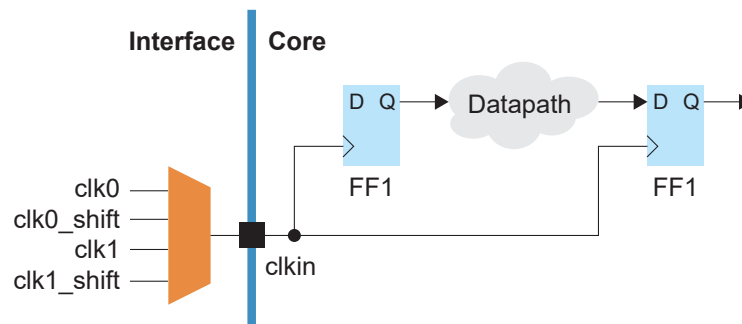 Interface Core
D Q
Datapath
D Q
FF1
FF1
clk0
clk0_shift
clk1
clk1_shift
clkin